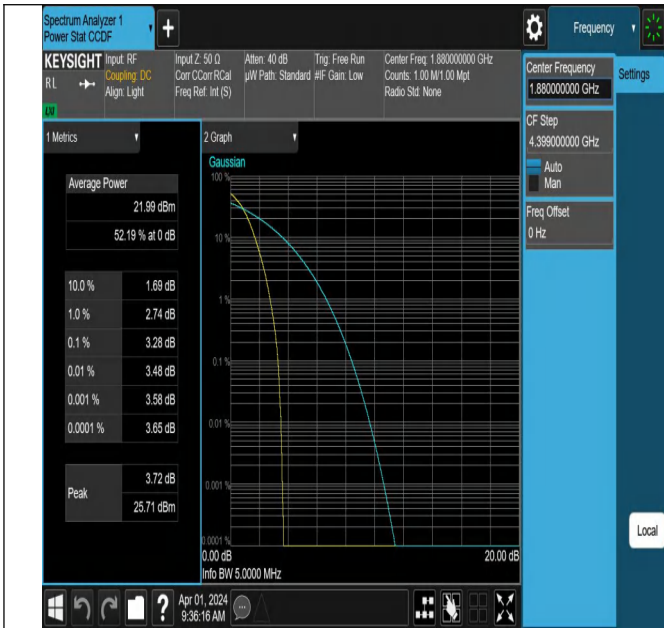 Spectrum Analyzer 1
Power Stat CCDF
Frequency
KEYSIGHT
RL
LXI
Input: RF
Coupling: DC
Align: Light
Input Z: 50 Ω
Corr CCorr RCal
Freq Ref: Int (S)
Atten: 40 dB
µW Path: Standard
Trig: Free Run
#IF Gain: Low
Center Freq: 1.880000000 GHz
Counts: 1.00 M/1.00 Mpt
Radio Std: None
Center Frequency
1.880000000 GHz
Settings
CF Step
4.399000000 GHz
Auto
Man
Freq Offset
0 Hz
1 Metrics
Average Power
21.99 dBm
52.19 % at 0 dB
10.0 % 1.69 dB
1.0 % 2.74 dB
0.1 % 3.28 dB
0.01 % 3.48 dB
0.001 % 3.58 dB
0.0001 % 3.65 dB
Peak
3.72 dB
25.71 dBm
2 Graph
Gaussian
100 %
10 %
1 %
0.1 %
0.01 %
0.001 %
0.0001 %
0.00 dB
20.00 dB
Info BW 5.0000 MHz
Local
?
Apr 01, 2024
9:36:16 AM